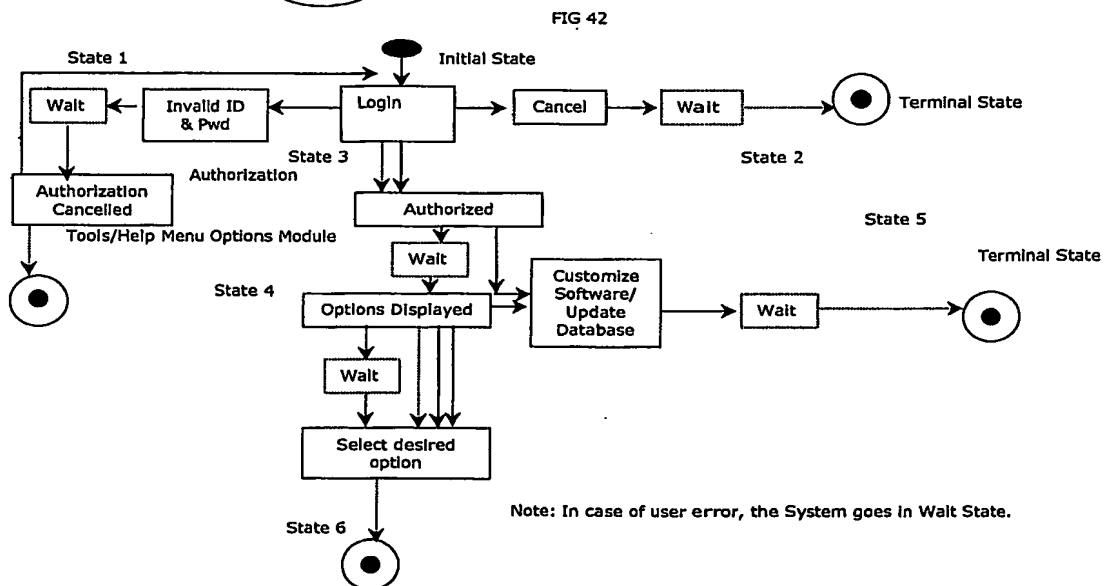 FIG 42
State 1
Initial State
Wait
Invalid ID
& Pwd
Login
Cancel
Wait
Terminal State
State 3
State 2
Authorization
Authorization
Cancelled
Authorized
State 5
Tools/Help Menu Options Module
Wait
Terminal State
State 4
Options Displayed
Customize
Software/
Update
Database
Wait
Wait
Select desired
option
Note: In case of user error, the System goes in Wait State.
State 6